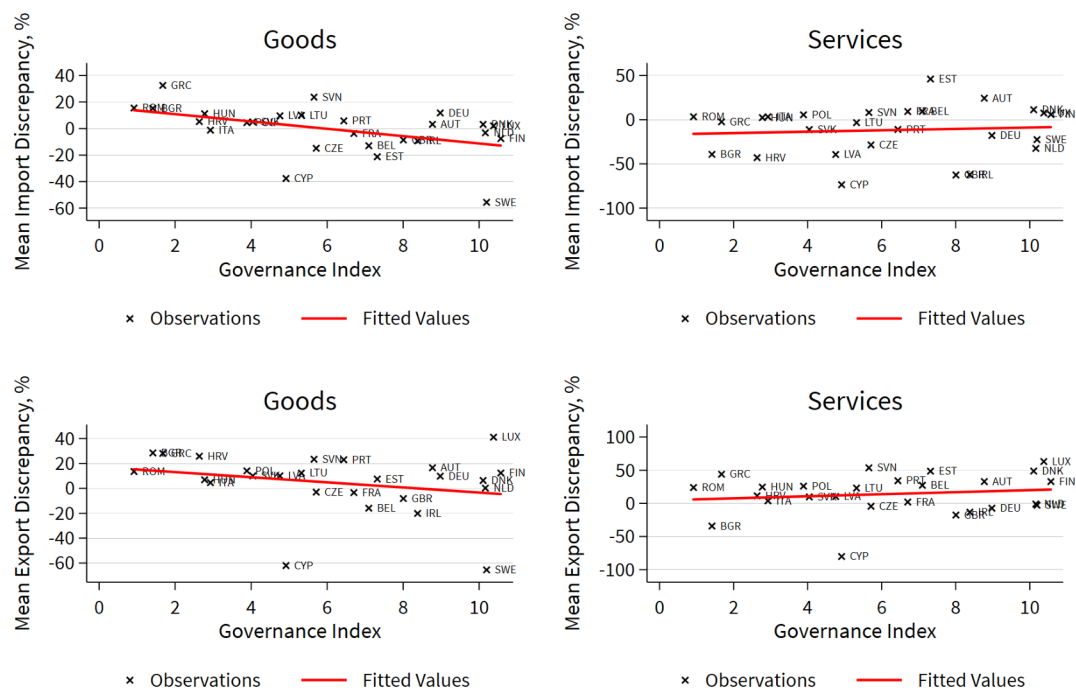 Goods
Mean Import Discrepancy, %
40
20
0
-20
-40
-60
GRC
ROM
BGR
HUN
HRV
ITA
LVA
LTU
SVN
PRT
FRA
CZE
BEL
EST
CYP
DEU
AUT
DNK
NLD
FIN
SWE
0 2 4 6 8 10
Governance Index
× Observations Fitted Values
Services
Mean Import Discrepancy, %
50
0
-50
-100
EST
AUT
DNK
FIN
ROM
GRC
POL
SVN
BEL
LTU
SVK
PRT
DEU
SWE
NLD
CZE
BGR
HRV
LVA
CYP
0 2 4 6 8 10
Governance Index
× Observations Fitted Values
Goods
Mean Export Discrepancy, %
40
20
0
-20
-40
-60
LUX
GRC
HRV
ROM
POL
LVA
LTU
SVN
PRT
EST
CZE
FRA
BEL
GBR
IRL
AUT
DEU
FIN
DNK
NLD
CYP
SWE
0 2 4 6 8 10
Governance Index
× Observations Fitted Values
Services
Mean Export Discrepancy, %
100
50
0
-50
-100
LUX
DNK
FIN
SVN
EST
GRC
ROM
HUN
HRV
ITA
POL
LVA
LTU
PRT
BEL
AUT
CZE
FRA
DEU
SWE
BGR
CYP
0 2 4 6 8 10
Governance Index
× Observations Fitted Values